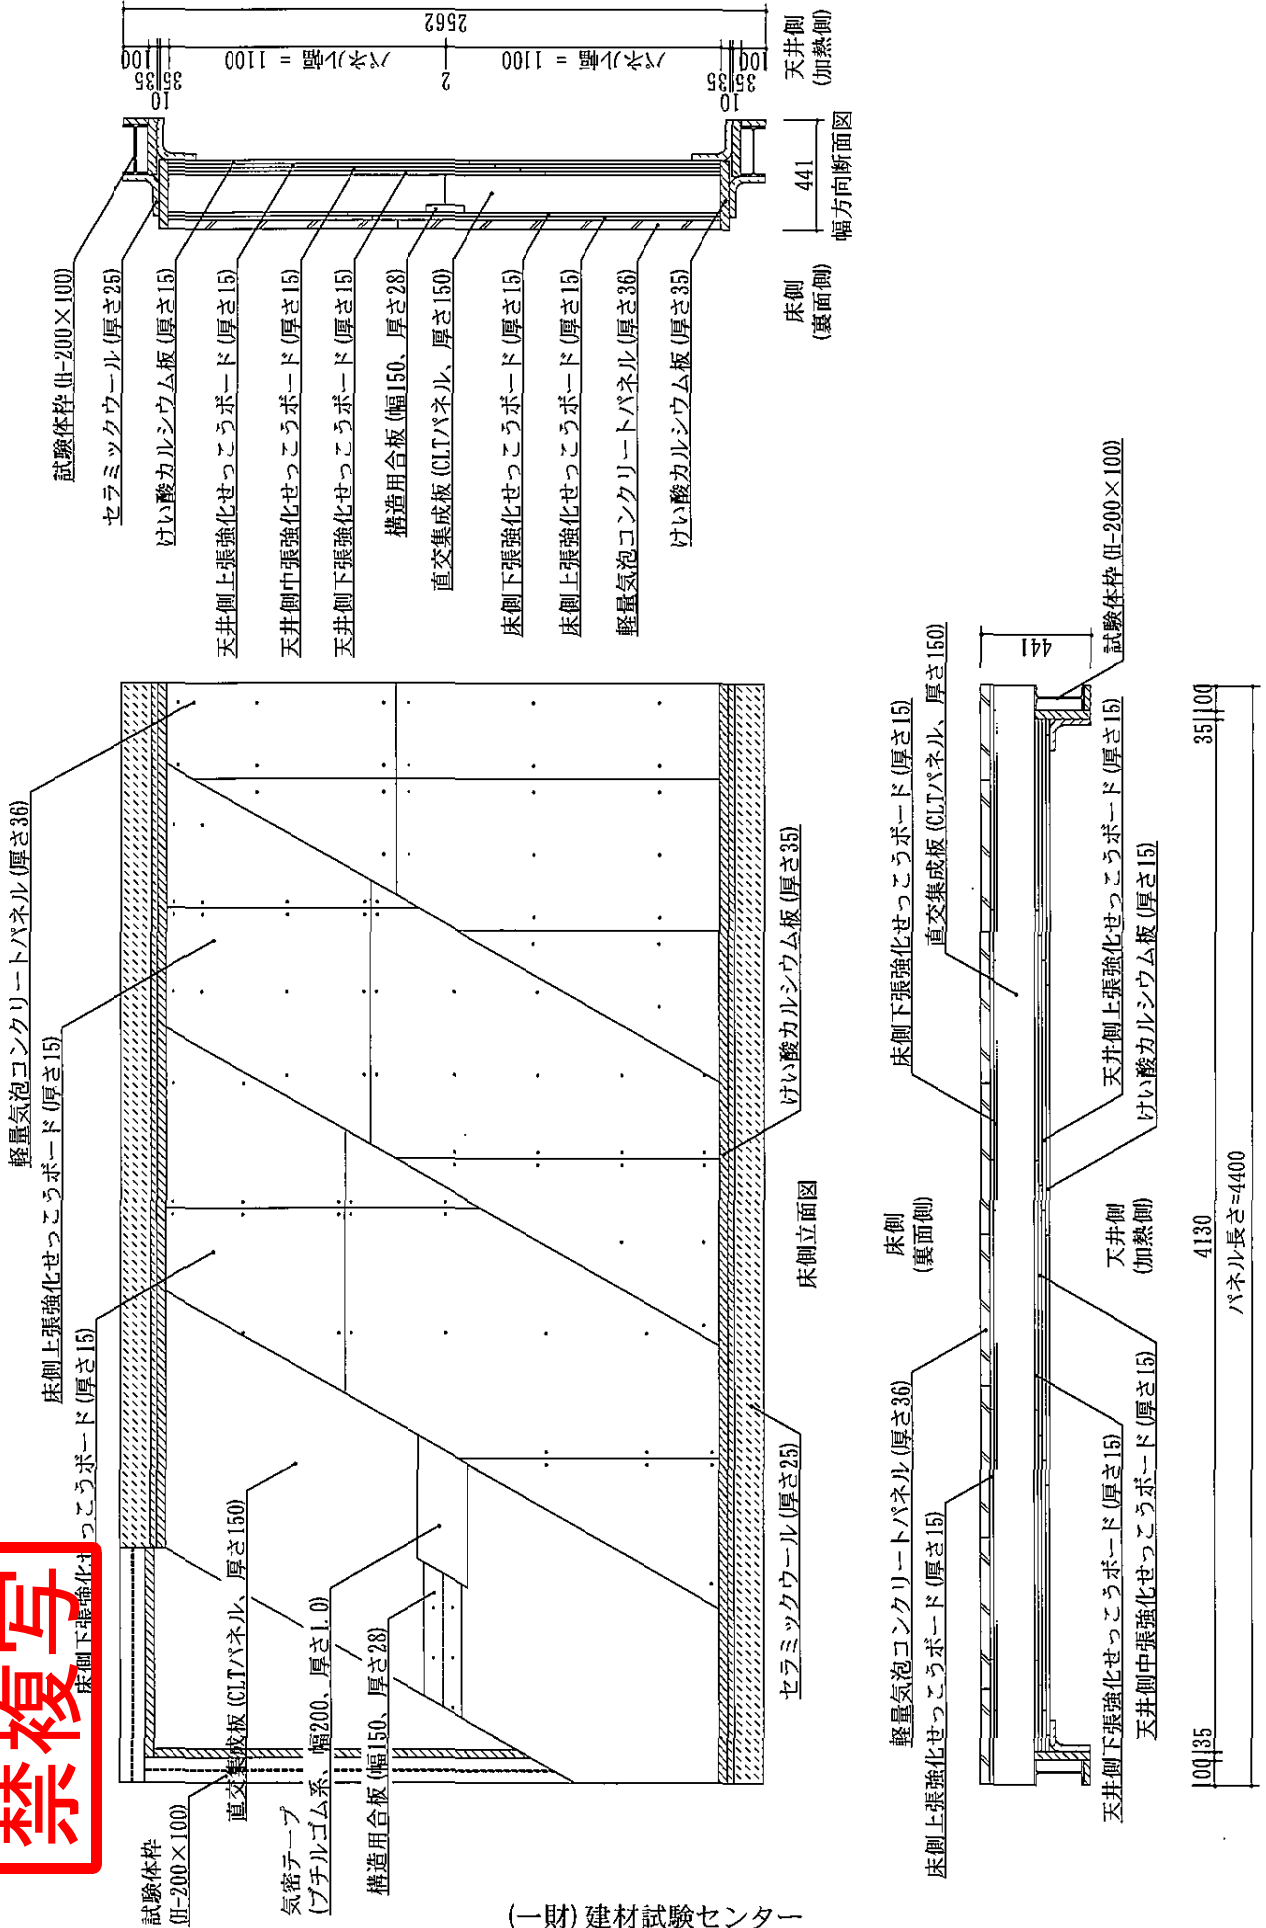 禁複写
軽量気泡コンクリートパネル(厚さ36)
床側上張強化せっこうボード(厚さ15)
床側下張強化せっこうボード(厚さ15)
試験体枠
(H-200×100)
直交集成板(CLTパネル、厚さ150)
気密テープ
(ブチルゴム系、幅200、厚さ1.0)
構造用合板(幅150、厚さ28)
セラミックウール(厚さ25)
けい酸カルシウム板(厚さ35)
床側立面図
試験体枠(H-200×100)
セラミックウール(厚さ25)
けい酸カルシウム板(厚さ15)
天井側上張強化せっこうボード(厚さ15)
天井側中張強化せっこうボード(厚さ15)
天井側下張強化せっこうボード(厚さ15)
構造用合板(幅150、厚さ28)
直交集成板(CLTパネル、厚さ150)
床側下張強化せっこうボード(厚さ15)
床側上張強化せっこうボード(厚さ15)
軽量気泡コンクリートパネル(厚さ36)
けい酸カルシウム板(厚さ35)
2562
100
35
35
10
パネル幅 = 1100
2
パネル幅 = 1100
35
35
10
100
天井側
(加熱側)
床側
(裏面側)
441
幅方向断面図
軽量気泡コンクリートパネル(厚さ36)
床側上張強化せっこうボード(厚さ15)
床側下張強化せっこうボード(厚さ15)
直交集成板(CLTパネル、厚さ150)
床側
(裏面側)
天井側
(加熱側)
441
試験体枠(H-200×100)
天井側下張強化せっこうボード(厚さ15)
天井側中張強化せっこうボード(厚さ15)
天井側上張強化せっこうボード(厚さ15)
けい酸カルシウム板(厚さ15)
100
35
4130
35
100
パネル長さ=4400
(一財)建材試験センター